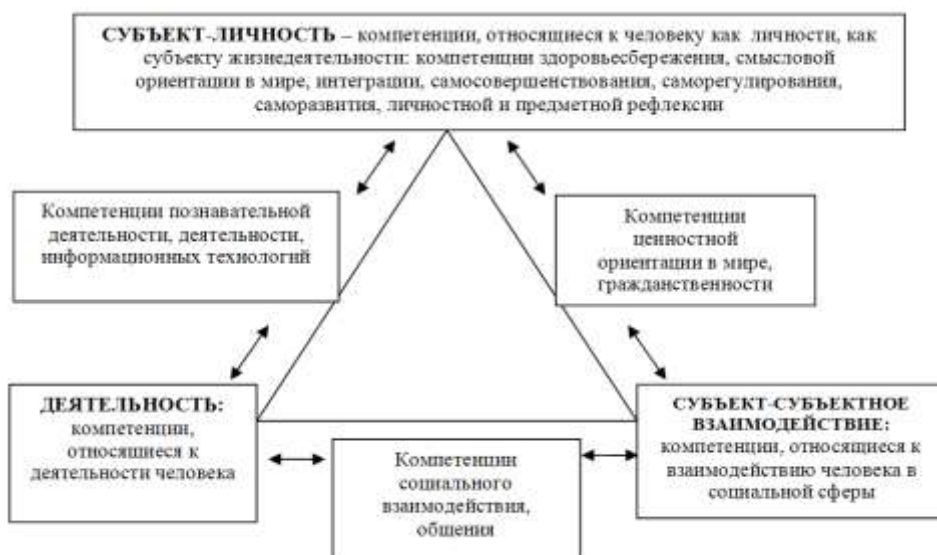 СУБЪЕКТ-ЛИЧНОСТЬ – компетенции, относящиеся к человеку как личности, как
субъекту жизнедеятельности: компетенции здоровьесбережения, смысловой
ориентации в мире, интеграции, самосовершенствования, саморегулирования,
саморазвития, личностной и предметной рефлексии
Компетенции познавательной
деятельности, деятельности,
информационных технологий
Компетенции
ценностной
ориентации в мире,
гражданственности
ДЕЯТЕЛЬНОСТЬ:
компетенции,
относящиеся к
деятельности человека
Компетенции
социального
взаимодействия,
общения
СУБЪЕКТ-СУБЪЕКТНОЕ
ВЗАИМОДЕЙСТВИЕ:
компетенции, относящиеся к
взаимодействию человека в
социальной сферы